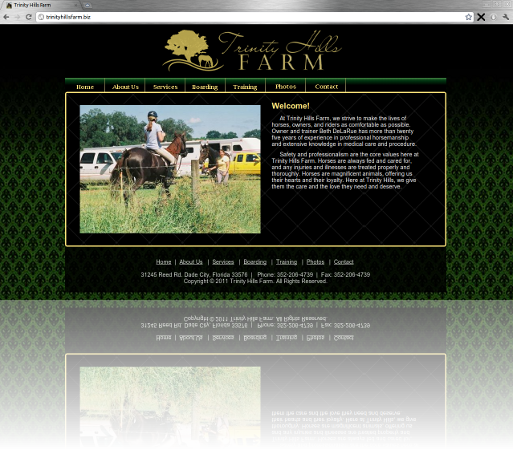 Trinity Hills Farm
trinityhillsfarm.biz
Trinity Hills
FARM
Home About Us Services Boarding Training Photos Contact
Welcome!
At Trinity Hills Farm, we strive to make the lives of
horses, owners, and riders as comfortable as possible.
Owner and trainer Beth DeLaRue has more than twenty
five years of experience in professional horsemanship
and extensive knowledge in medical care and procedure.
Safety and professionalism are the core values here at
Trinity Hills Farm. Horses are always fed and cared for,
and any injuries and illnesses are treated properly and
thoroughly. Horses are magnificent animals, offering us
their hearts and their loyalty. Here at Trinity Hills, we give
them the care and the love they need and deserve.
Home | About Us | Services | Boarding | Training | Photos | Contact
31245 Reed Rd. Dade City, Florida 33576 | Phone: 352-206-4739 | Fax: 352-206-4739
Copyright © 2011 Trinity Hills Farm. All Rights Reserved.